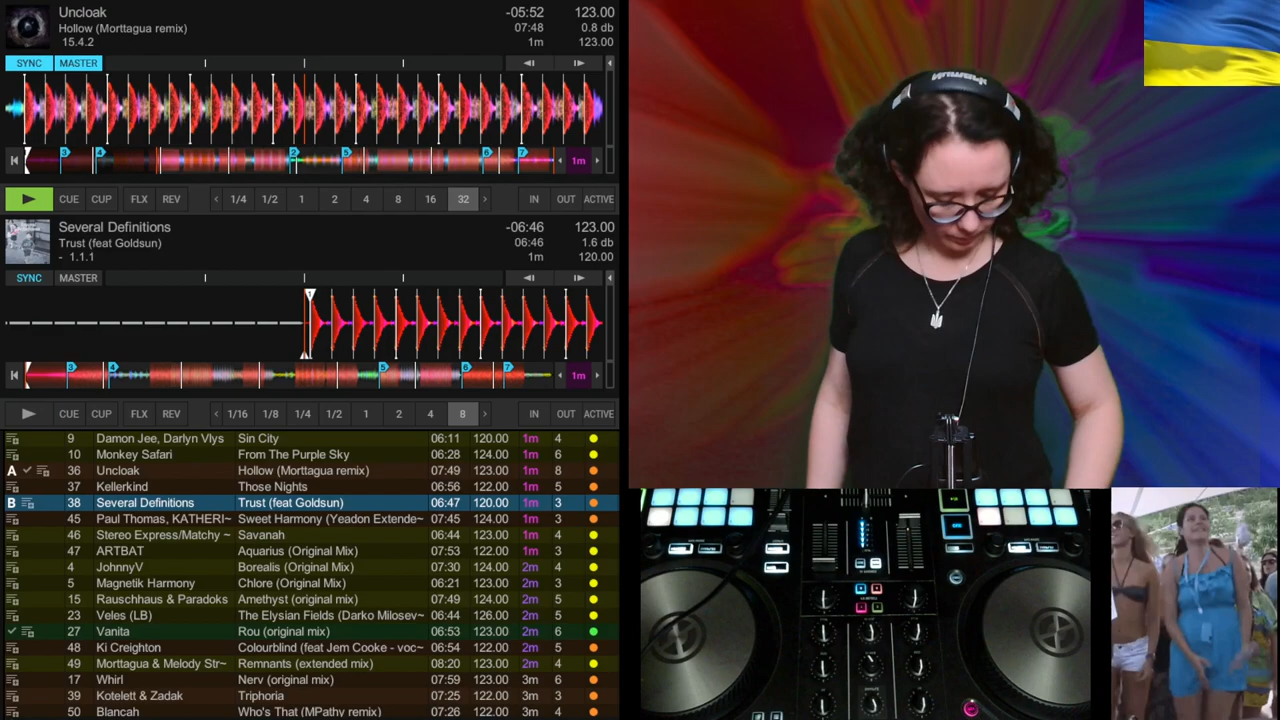 Uncloak -05:52 123.00
Hollow (Morttagua remix) 07:48 0.8 db
15.4.2 1m 123.00
SYNC MASTER
3 4 2 5 6 7 1m
CUE CUP FLX REV 1/4 1/2 1 2 4 8 16 32 IN OUT ACTIVE
Several Definitions -06:46 123.00
Trust (feat Goldsun) 06:46 1.6 db
- 1.1.1 1m 120.00
SYNC MASTER
1
3 4 5 6 7 1m
CUE CUP FLX REV 1/16 1/8 1/4 1/2 1 2 4 8 IN OUT ACTIVE
9 Damon Jee, Darlyn Vlys Sin City 06:11 120.00 1m 4
10 Monkey Safari From The Purple Sky 06:28 124.00 1m 6
A 36 Uncloak Hollow (Morttagua remix) 07:49 123.00 1m 8
37 Kellerkind Those Nights 06:56 122.00 1m 5
B 38 Several Definitions Trust (feat Goldsun) 06:47 120.00 1m 3
45 Paul Thomas, KATHERI~ Sweet Harmony (Yeadon Extende~ 07:45 124.00 1m 3
46 Stereo Express/Matchy ~ Savanah 06:44 123.00 1m 4
47 ARTBAT Aquarius (Original Mix) 07:53 122.00 1m 3
4 JohnnyV Borealis (Original Mix) 07:30 124.00 2m 4
5 Magnetik Harmony Chlore (Original Mix) 06:21 123.00 2m 3
15 Rauschhaus & Paradoks Amethyst (original mix) 06:49 123.00 2m 5
23 Veles (LB) The Elysian Fields (Darko Milosev~ 06:44 126.00 2m 5
27 Vanita Rou (original mix) 06:53 123.00 2m 6
48 Ki Creighton Colourblind (feat Jem Cooke - voc~ 06:54 122.00 2m 5
49 Morttagua & Melody Str~ Remnants (extended mix) 08:20 123.00 2m 4
17 Whirl Nerv (original mix) 07:59 123.00 3m 6
39 Kotelett & Zadak Triphoria 07:25 122.00 3m 3
50 Blancah Who's That (MPathy remix) 07:26 122.00 3m 4